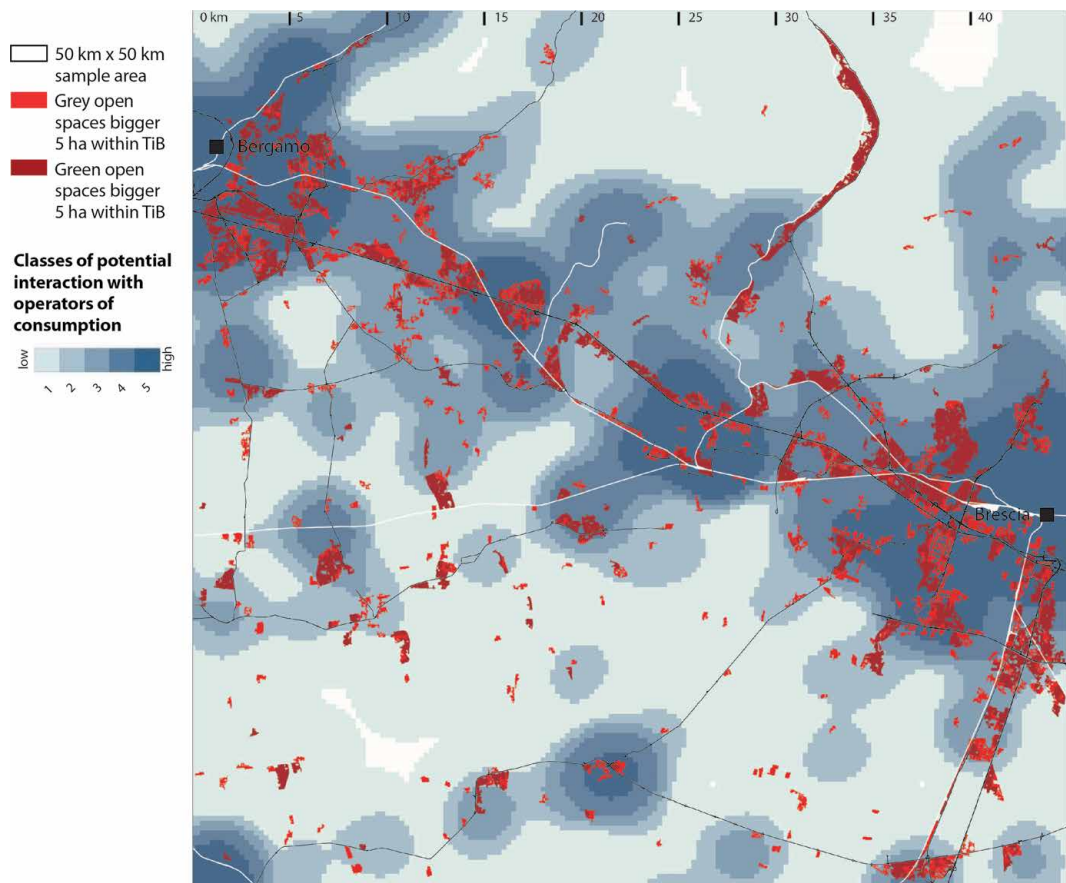 0 km 5 10 15 20 25 30 35 40
50 km x 50 km
sample area
Grey open
spaces bigger
5 ha within TiB
Green open
spaces bigger
5 ha within TiB
Classes of potential
interaction with
operators of
consumption
low
high
1 2 3 4 5
Bergamo
Brescia